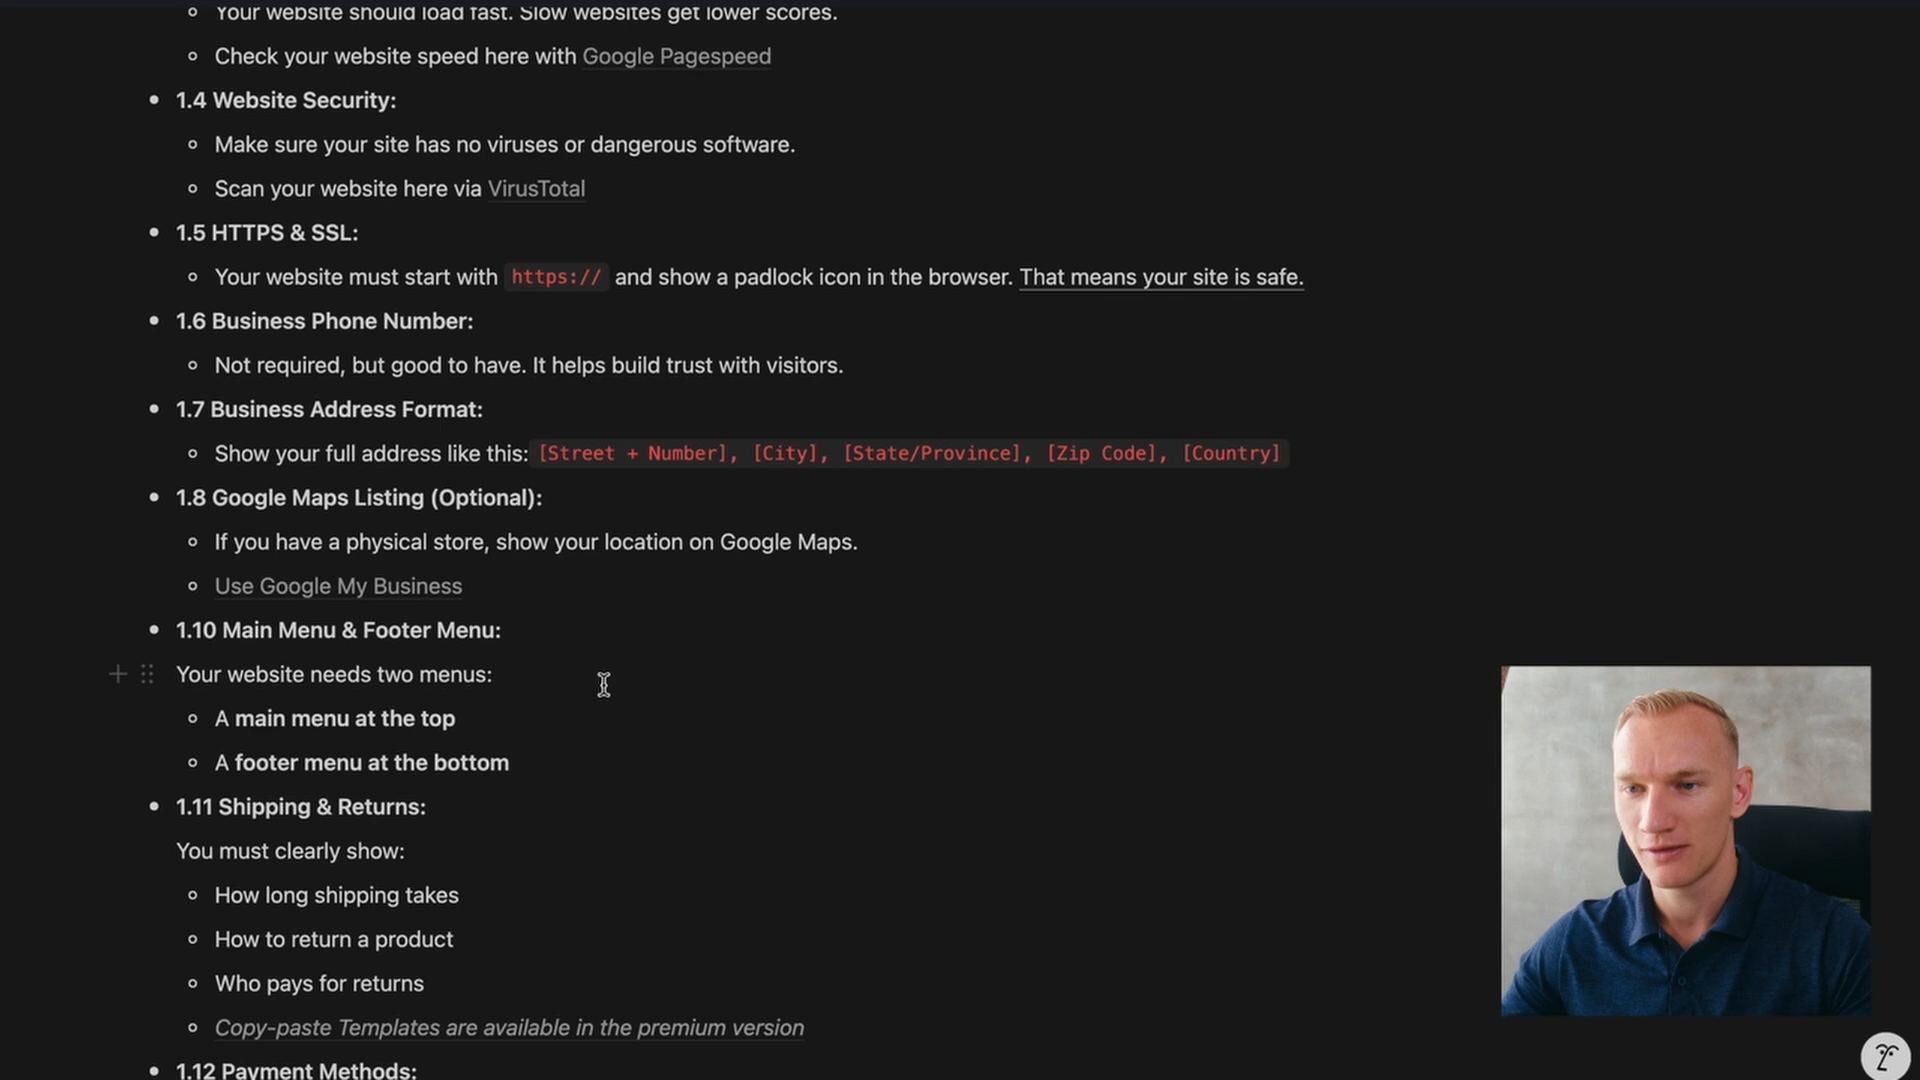 Your website should load fast. Slow websites get lower scores.
Check your website speed here with Google Pagespeed
1.4 Website Security:
Make sure your site has no viruses or dangerous software.
Scan your website here via VirusTotal
1.5 HTTPS & SSL:
Your website must start with https:// and show a padlock icon in the browser. That means your site is safe.
1.6 Business Phone Number:
Not required, but good to have. It helps build trust with visitors.
1.7 Business Address Format:
Show your full address like this: [Street + Number], [City], [State/Province], [Zip Code], [Country]
1.8 Google Maps Listing (Optional):
If you have a physical store, show your location on Google Maps.
Use Google My Business
1.10 Main Menu & Footer Menu:
Your website needs two menus:
A main menu at the top
A footer menu at the bottom
1.11 Shipping & Returns:
You must clearly show:
How long shipping takes
How to return a product
Who pays for returns
Copy-paste Templates are available in the premium version
1.12 Payment Methods: